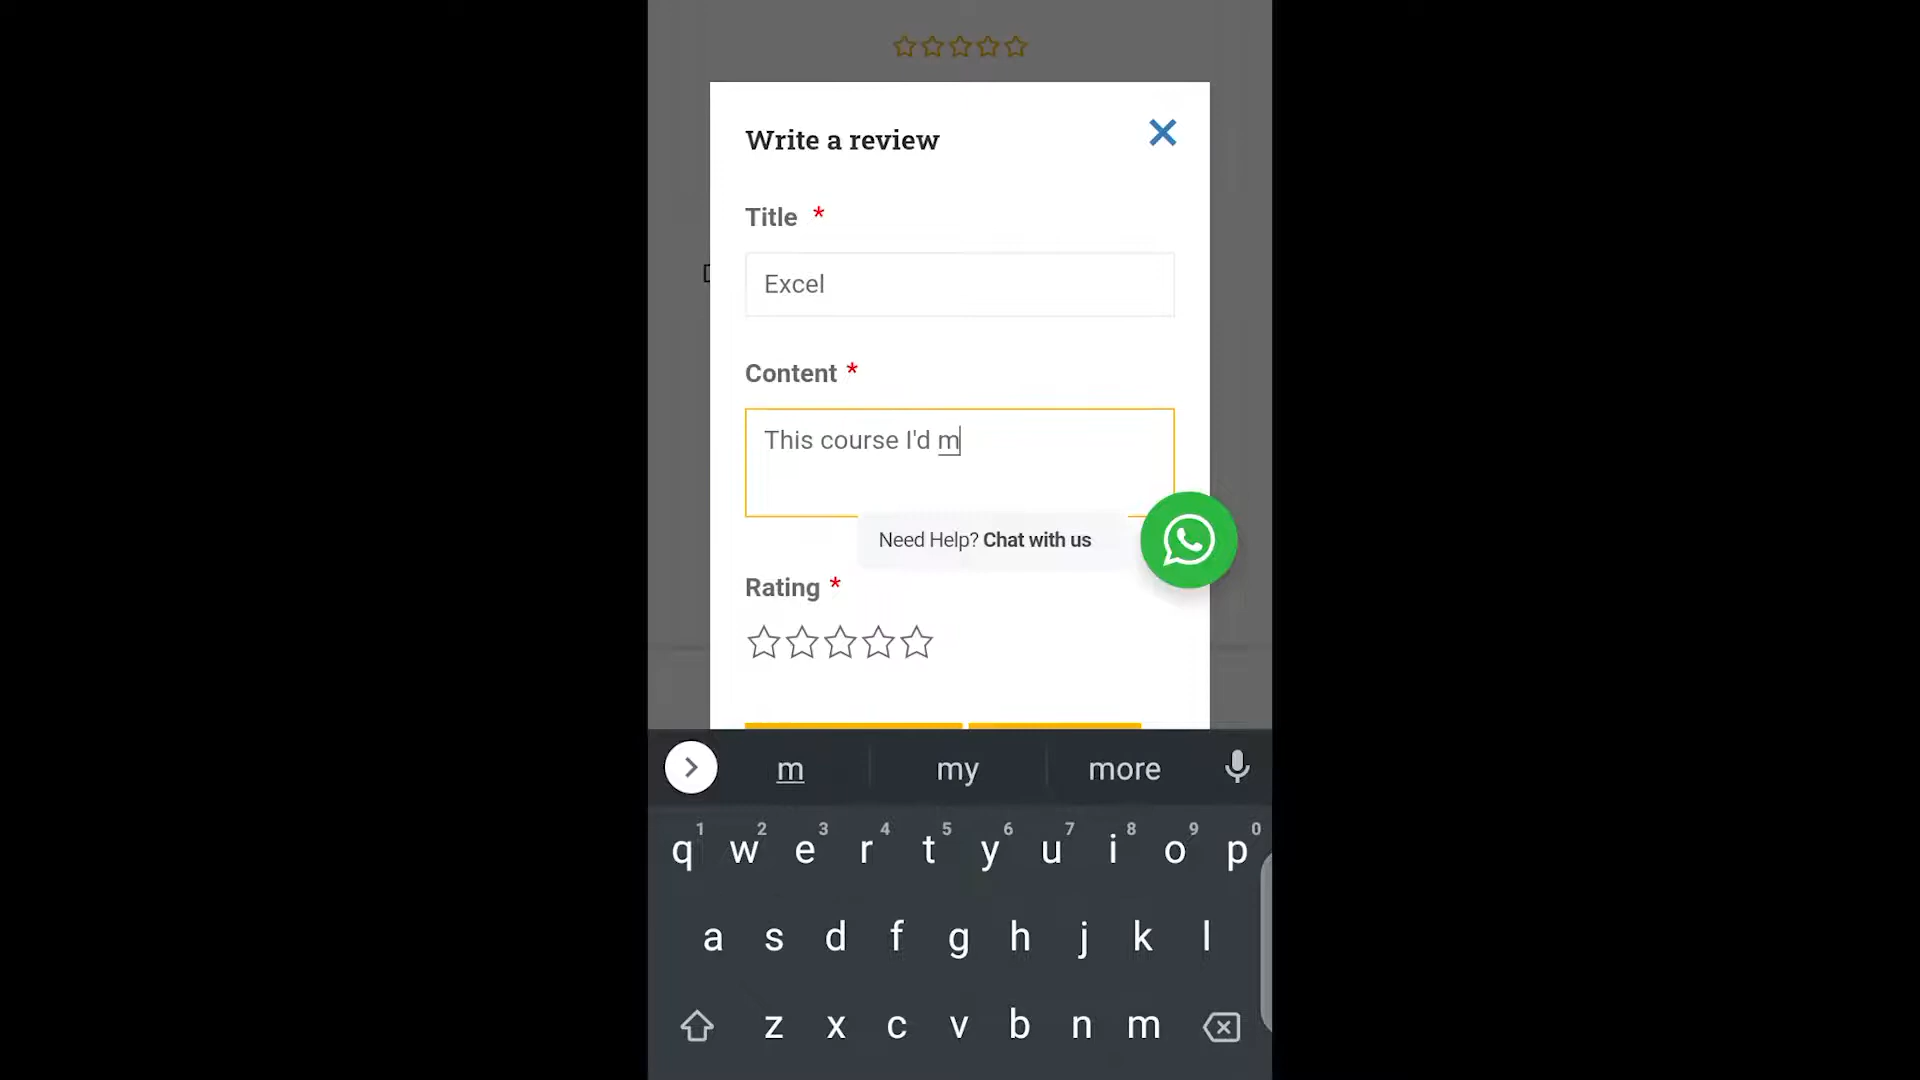 Write a review
Title *
Excel
Content *
This course I'd m
Need Help? Chat with us
Rating *
m my more
1 2 3 4 5 6 7 8 9 0
q w e r t y u i o p
a s d f g h j k l
z x c v b n m